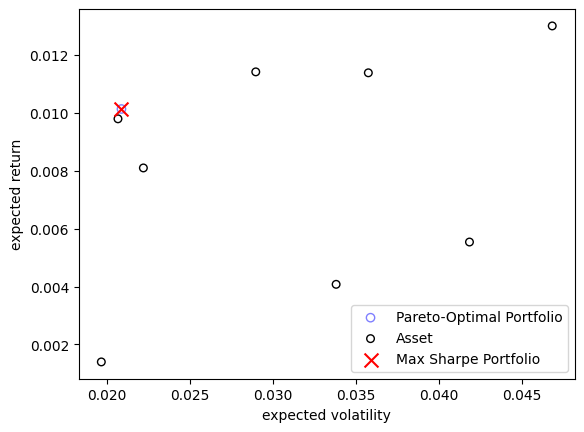 0.012
0.010
0.008
0.006
0.004
0.002
expected return
Pareto-Optimal Portfolio
Asset
Max Sharpe Portfolio
0.020 0.025 0.030 0.035 0.040 0.045
expected volatility